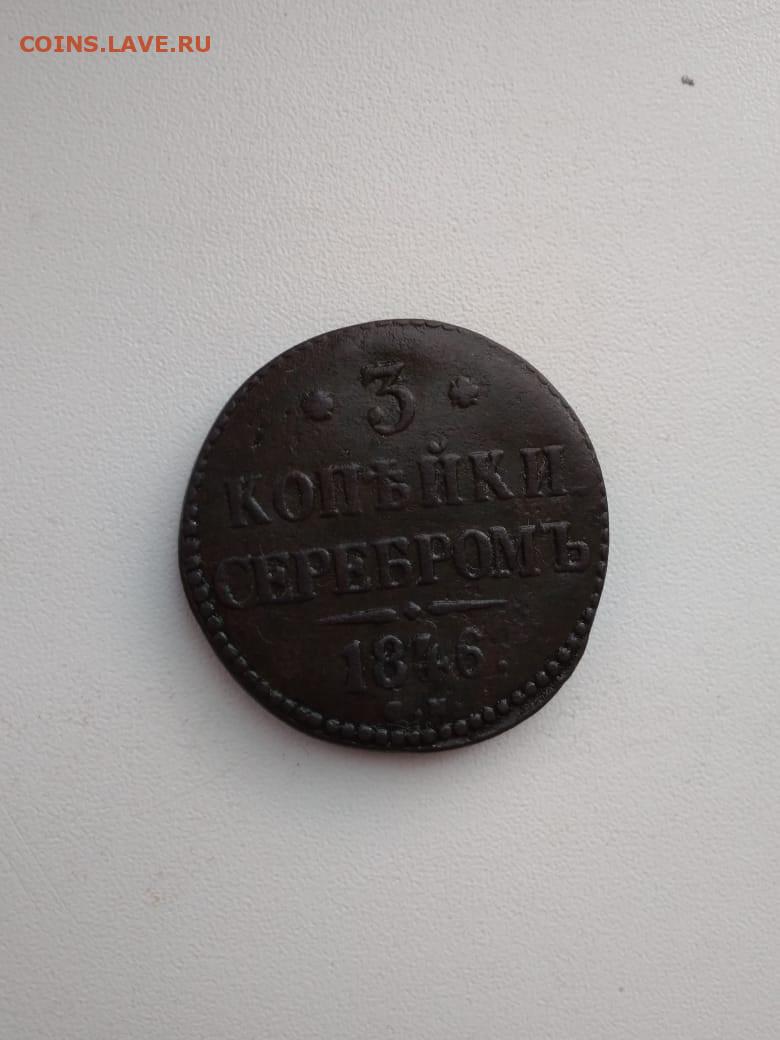 COINS.LAVE.RU
* 3 *
КОПѢЙКИ
СЕРЕБРОМЪ
1846
С.М.